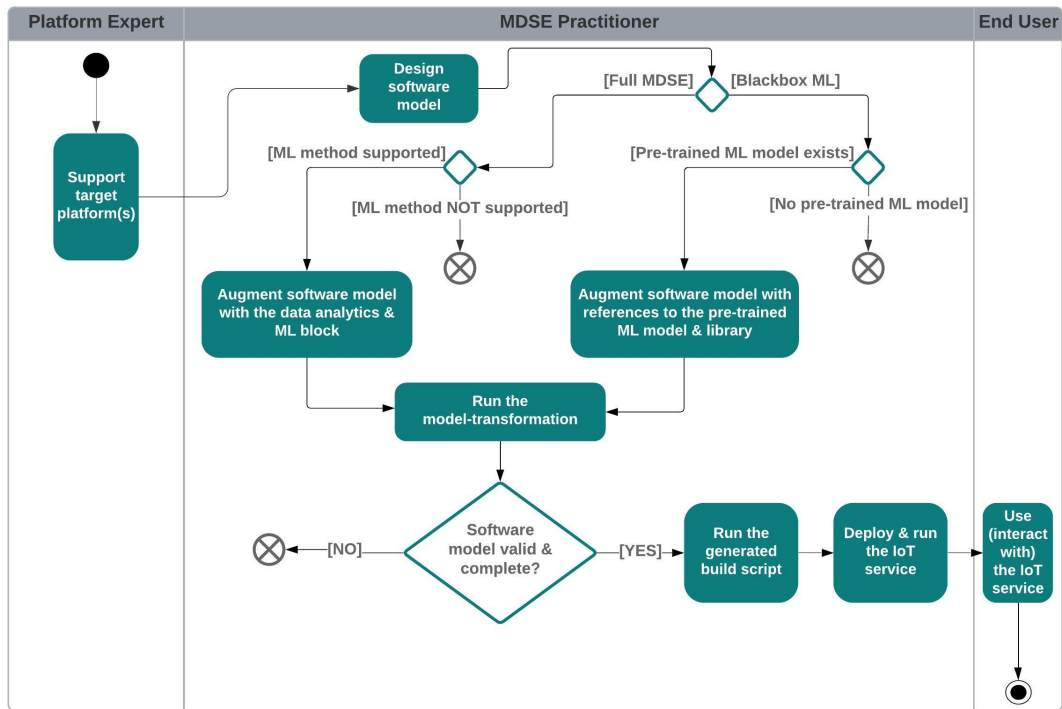 Platform Expert
MDSE Practitioner
End User
Design
software
model
[Full MDSE]
[Blackbox ML]
[ML method supported]
[Pre-trained ML model exists]
Support
target
platform(s)
[ML method NOT supported]
[No pre-trained ML model]
Augment software model
with the data analytics &
ML block
Augment software model with
references to the pre-trained
ML model & library
Run the
model-transformation
Software
model valid &
complete?
[NO]
[YES]
Run the
generated
build script
Deploy & run
the IoT
service
Use
(interact
with)
the IoT
service